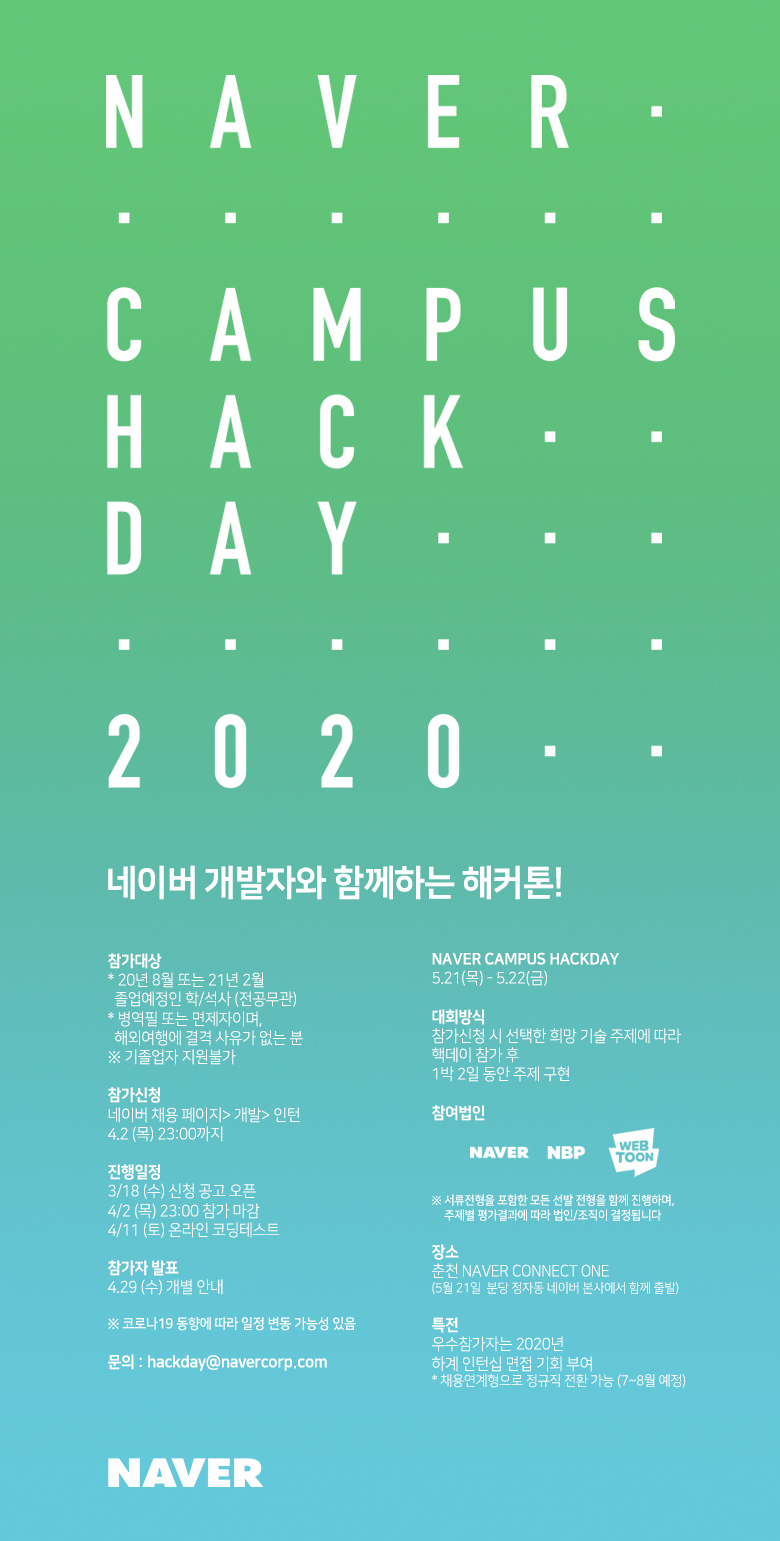 NAVER
CAMPUS
HACK
DAY
2020
네이버 개발자와 함께하는 해커톤!
참가대상
* 20년 8월 또는 21년 2월
졸업예정인 학/석사 (전공무관)
* 병역필 또는 면제자이며,
해외여행에 결격 사유가 없는 분
※ 기졸업자 지원불가
참가신청
네이버 채용 페이지> 개발> 인턴
4.2 (목) 23:00까지
진행일정
3/18 (수) 신청 공고 오픈
4/2 (목) 23:00 참가 마감
4/11 (토) 온라인 코딩테스트
참가자 발표
4.29 (수) 개별 안내
※ 코로나19 동향에 따라 일정 변동 가능성 있음
문의 : hackday@navercorp.com
NAVER CAMPUS HACKDAY
5.21(목) - 5.22(금)
대회방식
참가신청 시 선택한 희망 기술 주제에 따라
핵데이 참가 후
1박 2일 동안 주제 구현
참여법인
NAVER NBP WEB
TOON
※ 서류전형을 포함한 모든 선발 전형을 함께 진행하며,
주제별 평가결과에 따라 법인/조직이 결정됩니다
장소
춘천 NAVER CONNECT ONE
(5월 21일 분당 정자동 네이버 본사에서 함께 출발)
특전
우수참가자는 2020년
하계 인턴십 면접 기회 부여
* 채용연계형으로 정규직 전환 가능 (7~8월 예정)
NAVER